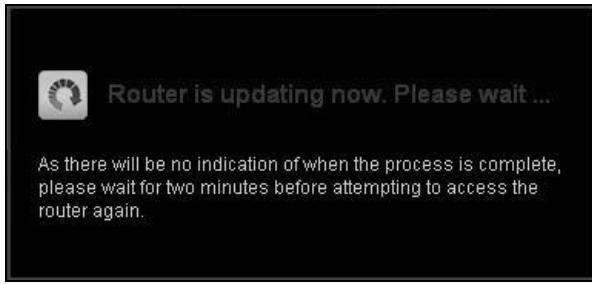 Router is updating now. Please wait ...
As there will be no indication of when the process is complete,
please wait for two minutes before attempting to access the
router again.